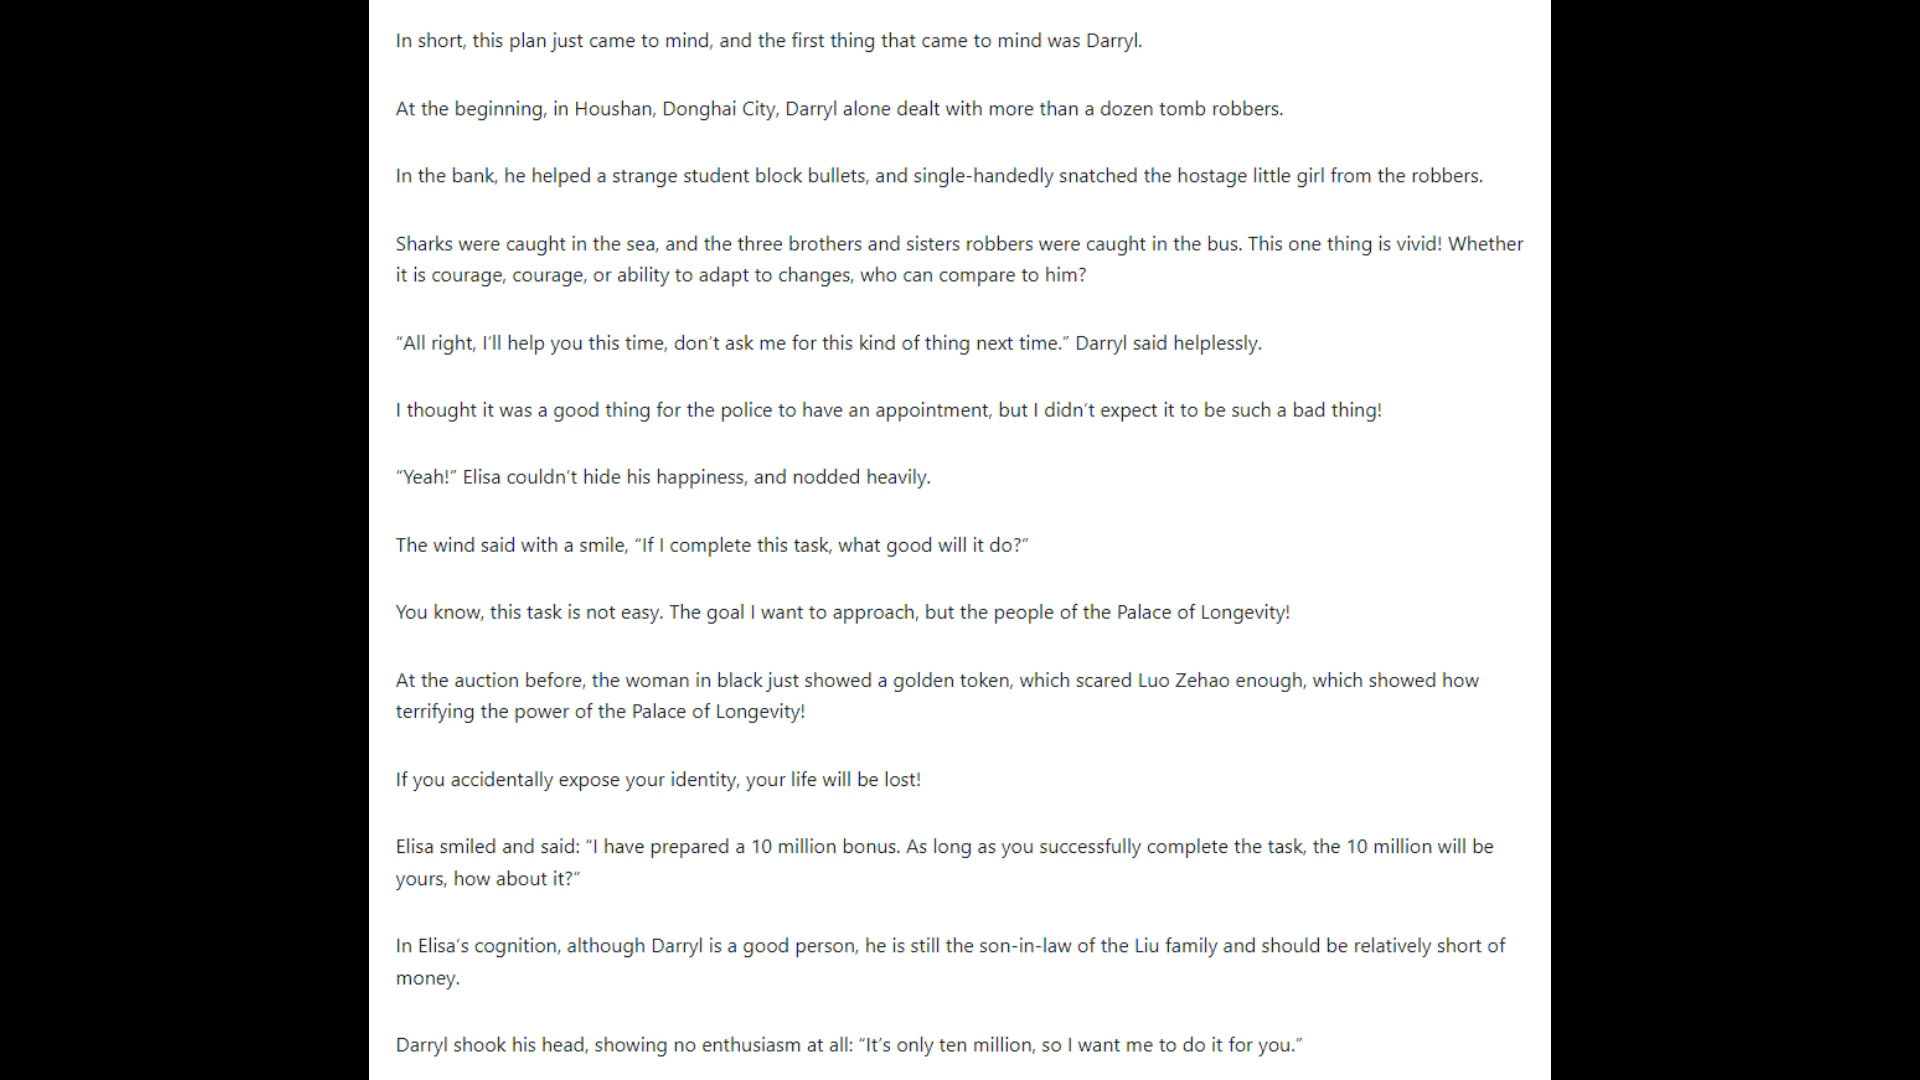 In short, this plan just came to mind, and the first thing that came to mind was Darryl.
At the beginning, in Houshan, Donghai City, Darryl alone dealt with more than a dozen tomb robbers.
In the bank, he helped a strange student block bullets, and single-handedly snatched the hostage little girl from the robbers.
Sharks were caught in the sea, and the three brothers and sisters robbers were caught in the bus. This one thing is vivid! Whether
it is courage, courage, or ability to adapt to changes, who can compare to him?
“All right, I’ll help you this time, don’t ask me for this kind of thing next time.” Darryl said helplessly.
I thought it was a good thing for the police to have an appointment, but I didn’t expect it to be such a bad thing!
“Yeah!” Elisa couldn’t hide his happiness, and nodded heavily.
The wind said with a smile, “If I complete this task, what good will it do?”
You know, this task is not easy. The goal I want to approach, but the people of the Palace of Longevity!
At the auction before, the woman in black just showed a golden token, which scared Luo Zehao enough, which showed how
terrifying the power of the Palace of Longevity!
If you accidentally expose your identity, your life will be lost!
Elisa smiled and said: “I have prepared a 10 million bonus. As long as you successfully complete the task, the 10 million will be
yours, how about it?”
In Elisa’s cognition, although Darryl is a good person, he is still the son-in-law of the Liu family and should be relatively short of
money.
Darryl shook his head, showing no enthusiasm at all: “It’s only ten million, so I want me to do it for you.”